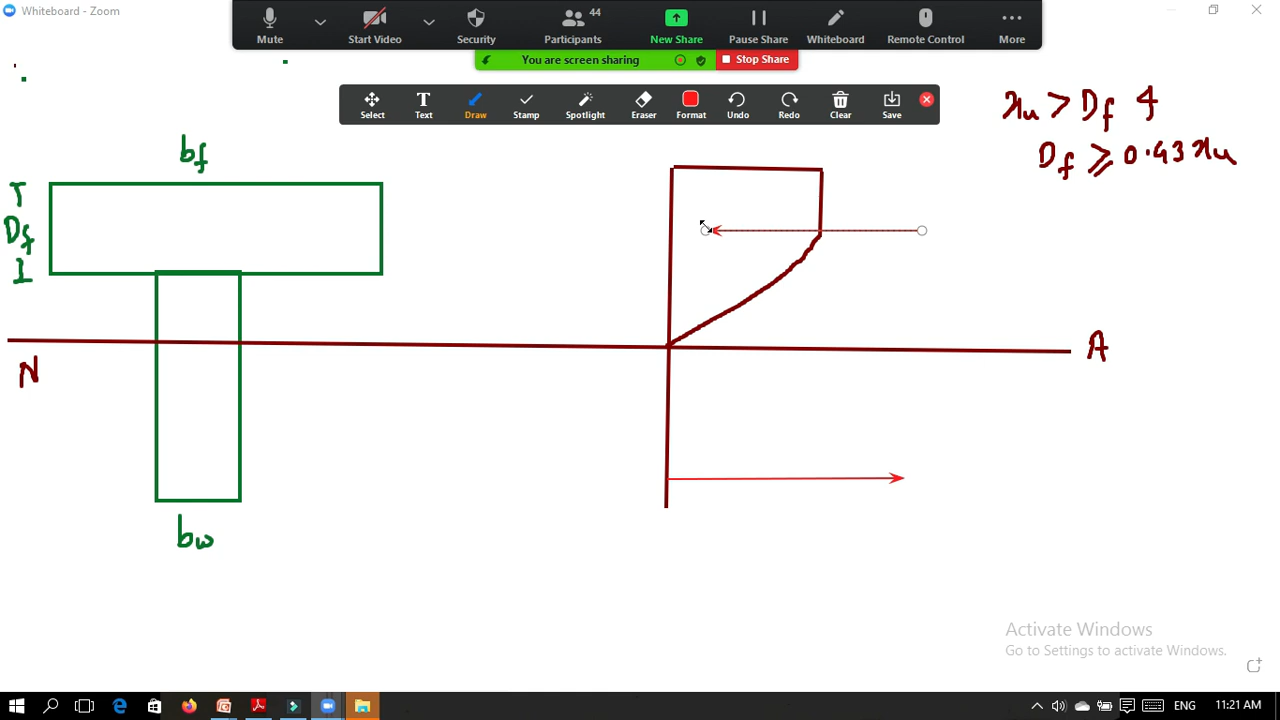 Whiteboard - Zoom
Mute
Start Video
Security
44
Participants
New Share
Pause Share
Whiteboard
Remote Control
More
You are screen sharing
Stop Share
Select
Text
Draw
Stamp
Spotlight
Eraser
Format
Undo
Redo
Clear
Save
xu > Df &
Df ⩾ 0.43 xu
bf
Df
N
A
bw
Activate Windows
Go to Settings to activate Windows.
ENG
11:21 AM